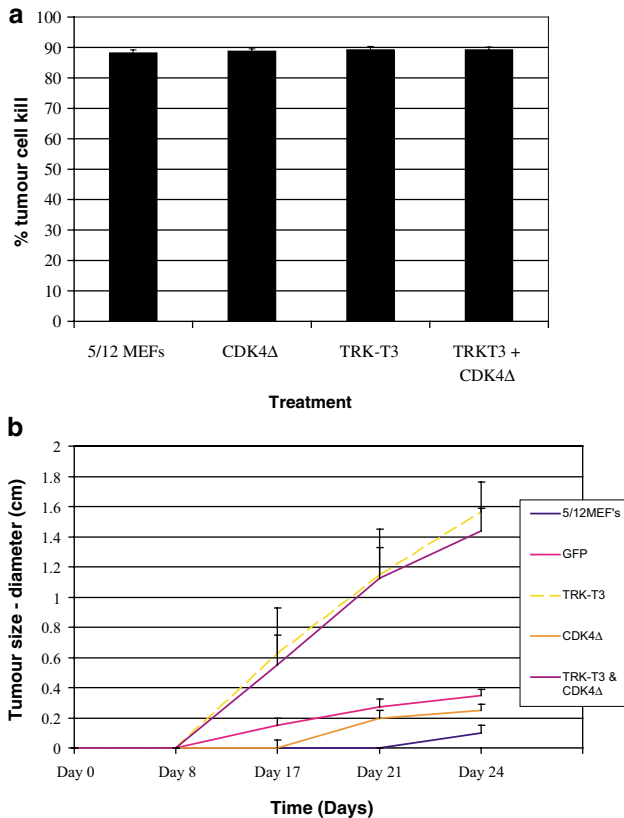 a
% tumour cell kill
100
90
80
70
60
50
40
30
20
10
0
5/12 MEFs
CDK4Δ
TRK-T3
TRKT3 +
CDK4Δ
Treatment
b
Tumour size - diameter (cm)
2
1.8
1.6
1.4
1.2
1
0.8
0.6
0.4
0.2
0
Day 0
Day 8
Day 17
Day 21
Day 24
Time (Days)
5/12MEF's
GFP
TRK-T3
CDK4Δ
TRK-T3 &
CDK4Δ